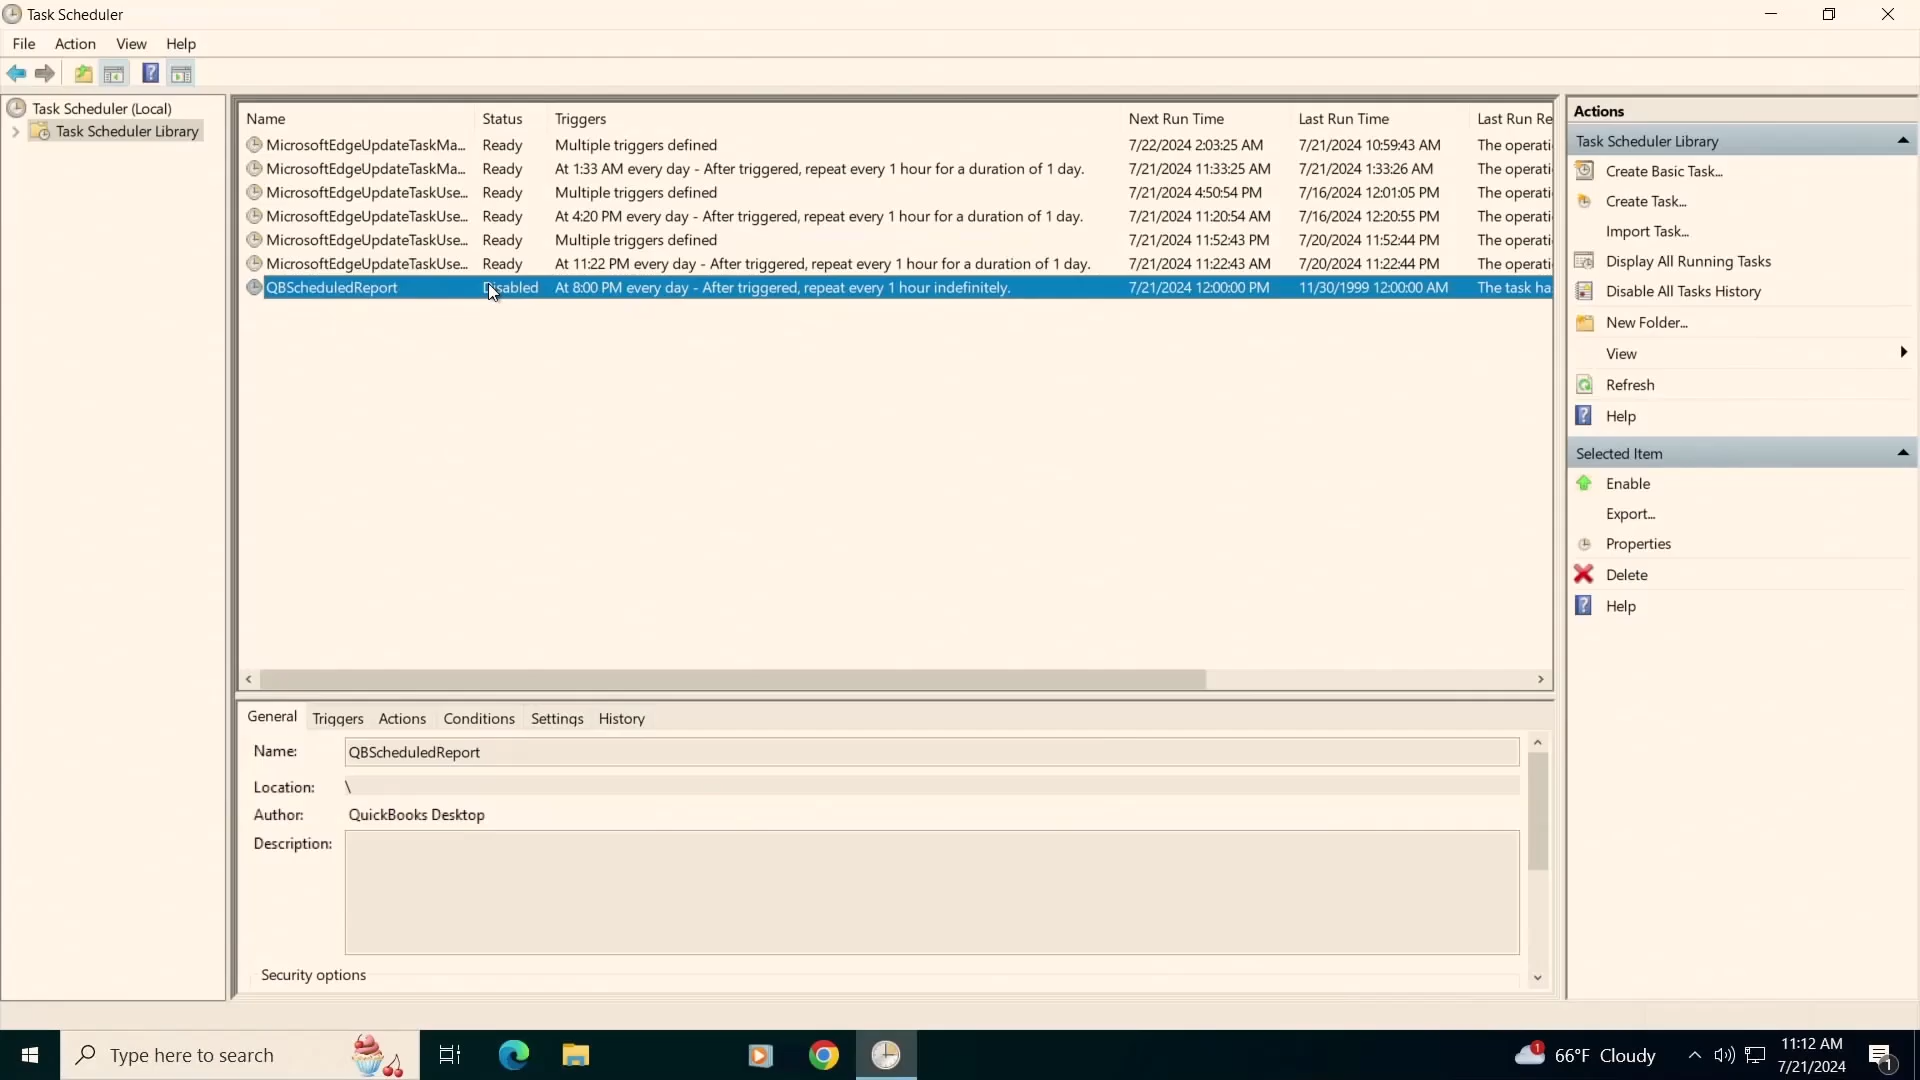 Task Scheduler
File Action View Help
Task Scheduler (Local)
Task Scheduler Library
Name Status Triggers Next Run Time Last Run Time Last Run Re
MicrosoftEdgeUpdateTaskMa... Ready Multiple triggers defined 7/22/2024 2:03:25 AM 7/21/2024 10:59:43 AM The operati
MicrosoftEdgeUpdateTaskMa... Ready At 1:33 AM every day - After triggered, repeat every 1 hour for a duration of 1 day. 7/21/2024 11:33:25 AM 7/21/2024 1:33:26 AM The operati
MicrosoftEdgeUpdateTaskUse... Ready Multiple triggers defined 7/21/2024 4:50:54 PM 7/16/2024 12:01:05 PM The operati
MicrosoftEdgeUpdateTaskUse... Ready At 4:20 PM every day - After triggered, repeat every 1 hour for a duration of 1 day. 7/21/2024 11:20:54 AM 7/16/2024 12:20:55 PM The operati
MicrosoftEdgeUpdateTaskUse... Ready Multiple triggers defined 7/21/2024 11:52:43 PM 7/20/2024 11:52:44 PM The operati
MicrosoftEdgeUpdateTaskUse... Ready At 11:22 PM every day - After triggered, repeat every 1 hour for a duration of 1 day. 7/21/2024 11:22:43 AM 7/20/2024 11:22:44 PM The operati
QBScheduledReport Disabled At 8:00 PM every day - After triggered, repeat every 1 hour indefinitely. 7/21/2024 12:00:00 PM 11/30/1999 12:00:00 AM The task ha
General Triggers Actions Conditions Settings History
Name: QBScheduledReport
Location: \
Author: QuickBooks Desktop
Description:
Security options
Actions
Task Scheduler Library
Create Basic Task...
Create Task...
Import Task...
Display All Running Tasks
Disable All Tasks History
New Folder...
View
Refresh
Help
Selected Item
Enable
Export...
Properties
Delete
Help
Type here to search
1 66°F Cloudy
11:12 AM
7/21/2024
1